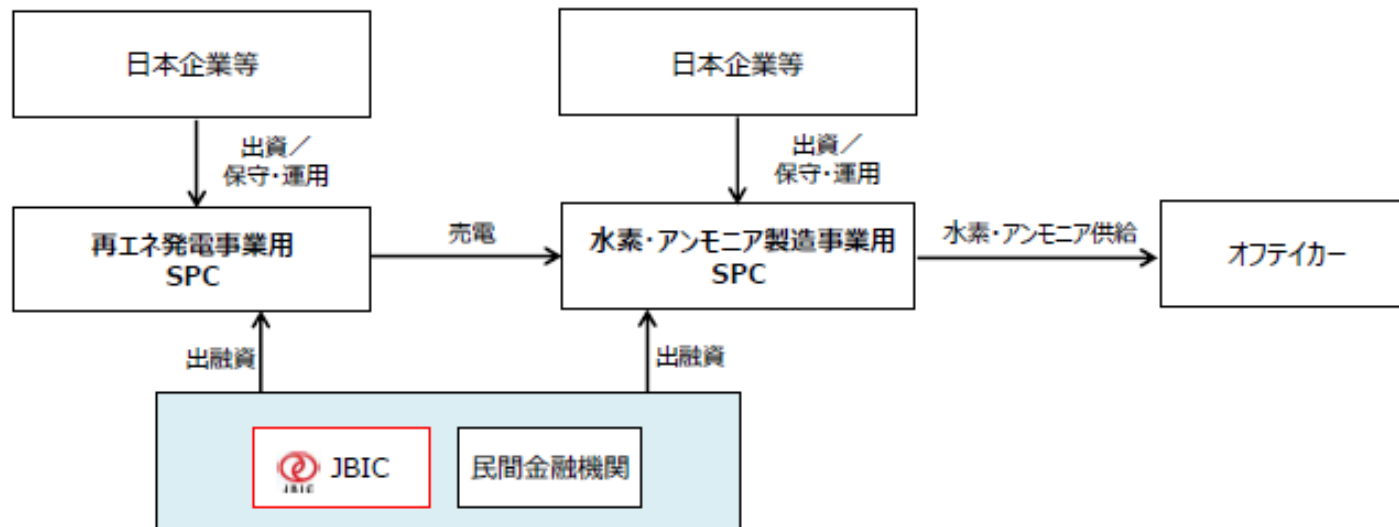 日本企業等
日本企業等
出資／
保守・運用
出資／
保守・運用
再エネ発電事業用
SPC
売電
水素・アンモニア製造事業用
SPC
水素・アンモニア供給
オフテイカー
出融資
出融資
JBIC
JBIC
民間金融機関